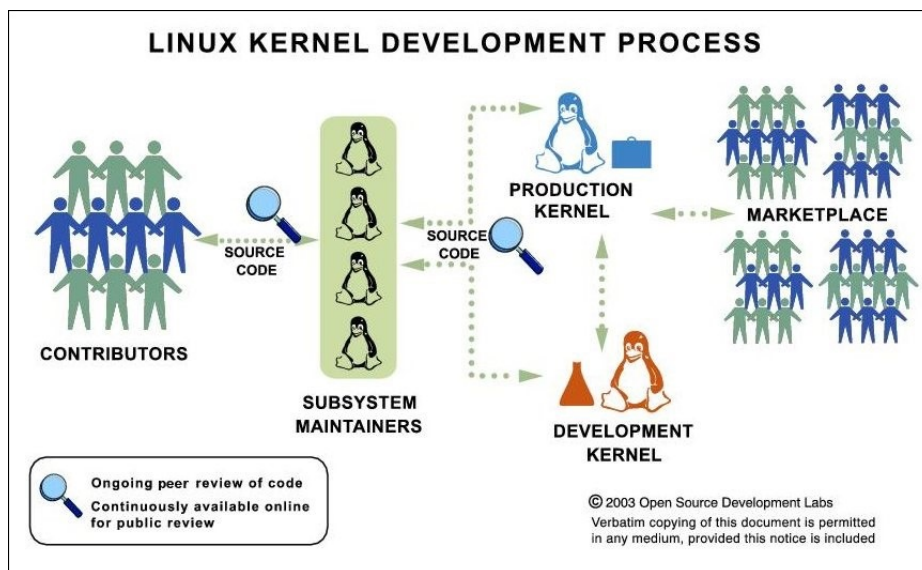 LINUX KERNEL DEVELOPMENT PROCESS
CONTRIBUTORS
SOURCE
CODE
SUBSYSTEM
MAINTAINERS
SOURCE
CODE
PRODUCTION
KERNEL
DEVELOPMENT
KERNEL
MARKETPLACE
Ongoing peer review of code
Continuously available online
for public review
© 2003 Open Source Development Labs
Verbatim copying of this document is permitted
in any medium, provided this notice is included